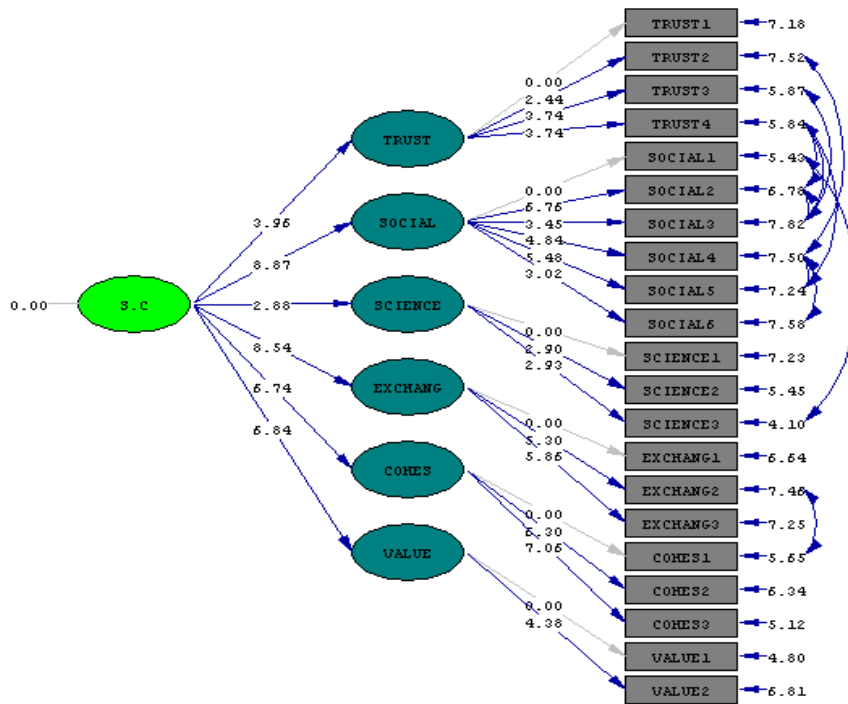 TRUST1 7.18
TRUST2 7.52
TRUST3 5.87
TRUST4 5.84
SOCIAL1 5.43
SOCIAL2 6.78
SOCIAL3 7.82
SOCIAL4 7.50
SOCIAL5 7.24
SOCIAL6 7.58
SCIENCE1 7.23
SCIENCE2 5.45
SCIENCE3 4.10
EXCHANG1 6.64
EXCHANG2 7.46
EXCHANG3 7.25
COHES1 5.65
COHES2 6.34
COHES3 5.12
VALUE1 4.80
VALUE2 6.81
0.00
2.44
3.74
3.74
0.00
6.76
3.45
4.84
5.48
3.02
0.00
2.90
2.93
0.00
5.30
5.86
0.00
6.30
7.06
0.00
4.38
TRUST
SOCIAL
SCIENCE
EXCHANG
COHES
VALUE
3.96
8.87
2.88
8.54
6.74
6.84
0.00
S.C